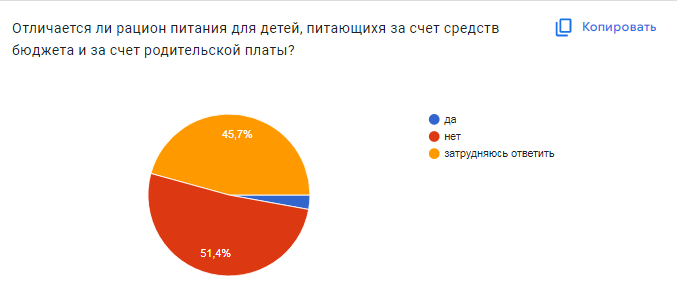 Отличается ли рацион питания для детей, питающихя за счет средств
бюджета и за счет родительской платы?
Копировать
да
нет
затрудняюсь ответить
45,7%
51,4%